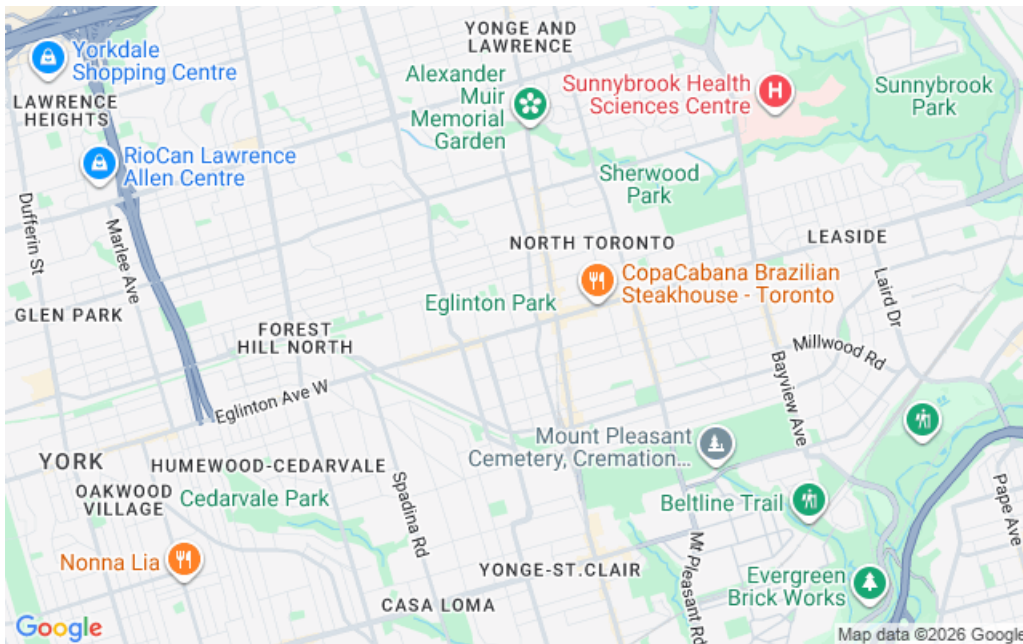 YONGE AND
LAWRENCE
Yorkdale
Shopping Centre
Alexander
Muir
Memorial
Garden
Sunnybrook Health
Sciences Centre
H
Sunnybrook
Park
LAWRENCE
HEIGHTS
RioCan Lawrence
Allen Centre
Sherwood
Park
Dufferin St
Marlee Ave
NORTH TORONTO
LEASIDE
CopaCabana Brazilian
Steakhouse - Toronto
Laird Dr
Eglinton Park
GLEN PARK
FOREST
HILL NORTH
Millwood Rd
Bayview Ave
Eglinton Ave W
Mount Pleasant
Cemetery, Cremation...
YORK
HUMEWOOD-CEDARVALE
OAKWOOD
VILLAGE
Cedarvale Park
Spadina Rd
Beltline Trail
Pape Ave
Nonna Lia
YONGE-ST.CLAIR
Mt Pleasant Rd
Evergreen
Brick Works
CASA LOMA
Google
Map data ©2026 Google